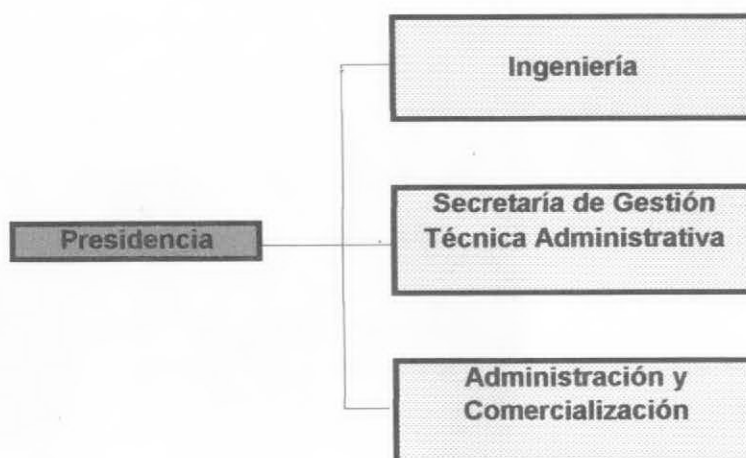 Ingeniería
Secretaría de Gestión
Técnica Administrativa
Presidencia
Administración y
Comercialización